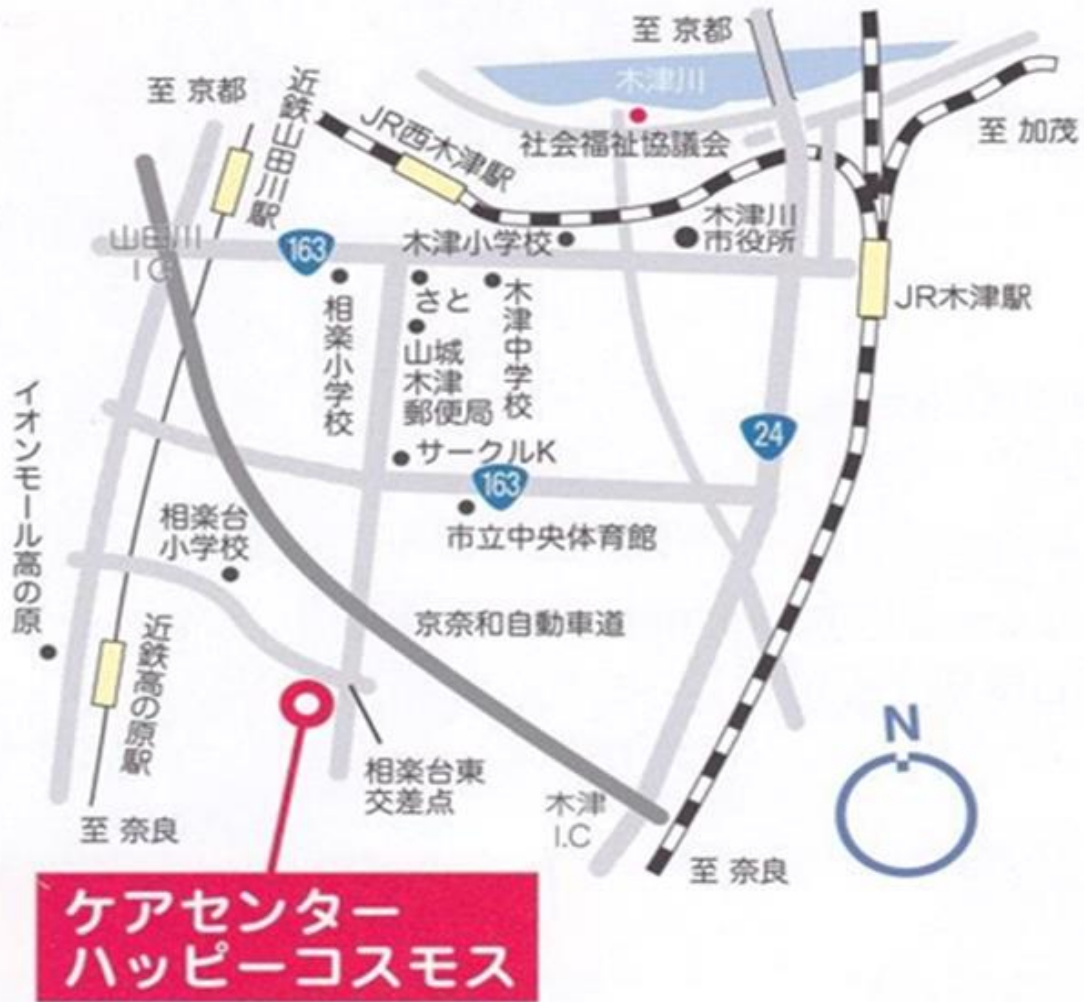 至 京都
木津川
至 京都
近鉄山田川駅
JR西木津駅
社会福祉協議会
至 加茂
山田川
I.C
163
木津小学校
木津川
市役所
JR木津駅
相楽小学校
さと
木津中学校
山城
木津
郵便局
イオンモール高の原
サークルK
24
163
相楽台
小学校
市立中央体育館
京奈和自動車道
近鉄高の原駅
N
相楽台東
交差点
木津
I.C
至 奈良
至 奈良
ケアセンター
ハッピーコスモス